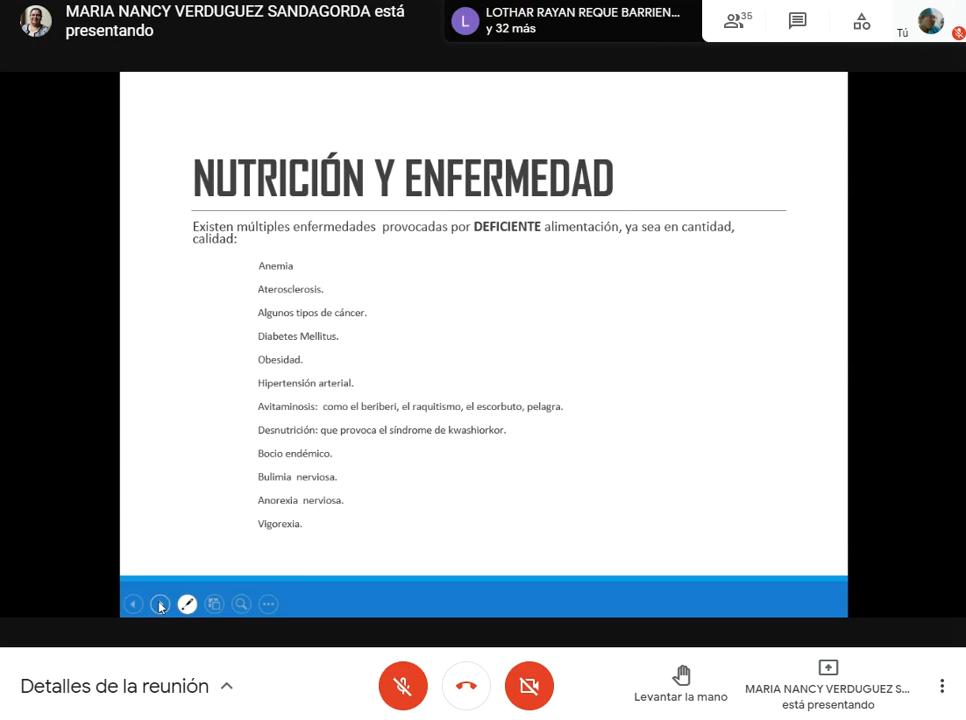 MARIA NANCY VERDUGUEZ SANDAGORDA está
presentando
L
LOTHAR RAYAN REQUE BARRIEN...
y 32 más
35
Tú
NUTRICIÓN Y ENFERMEDAD
Existen múltiples enfermedades provocadas por DEFICIENTE alimentación, ya sea en cantidad,
calidad:
Anemia
Aterosclerosis.
Algunos tipos de cáncer.
Diabetes Mellitus.
Obesidad.
Hipertensión arterial.
Avitaminosis: como el beriberi, el raquitismo, el escorbuto, pelagra.
Desnutrición: que provoca el síndrome de kwashiorkor.
Bocio endémico.
Bulimia nerviosa.
Anorexia nerviosa.
Vigorexia.
Detalles de la reunión
Levantar la mano
MARIA NANCY VERDUGUEZ S...
está presentando